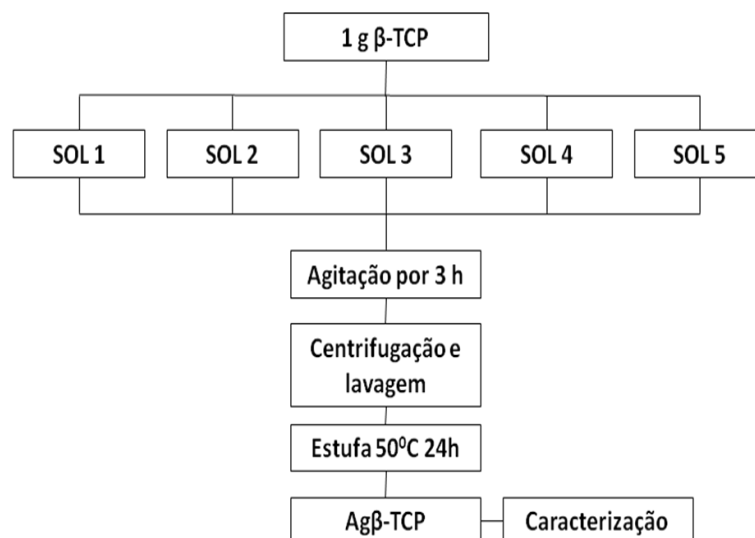 1 g β-TCP
SOL 1
SOL 2
SOL 3
SOL 4
SOL 5
Agitação por 3 h
Centrifugação e
lavagem
Estufa 50⁰C 24h
Agβ-TCP
Caracterização